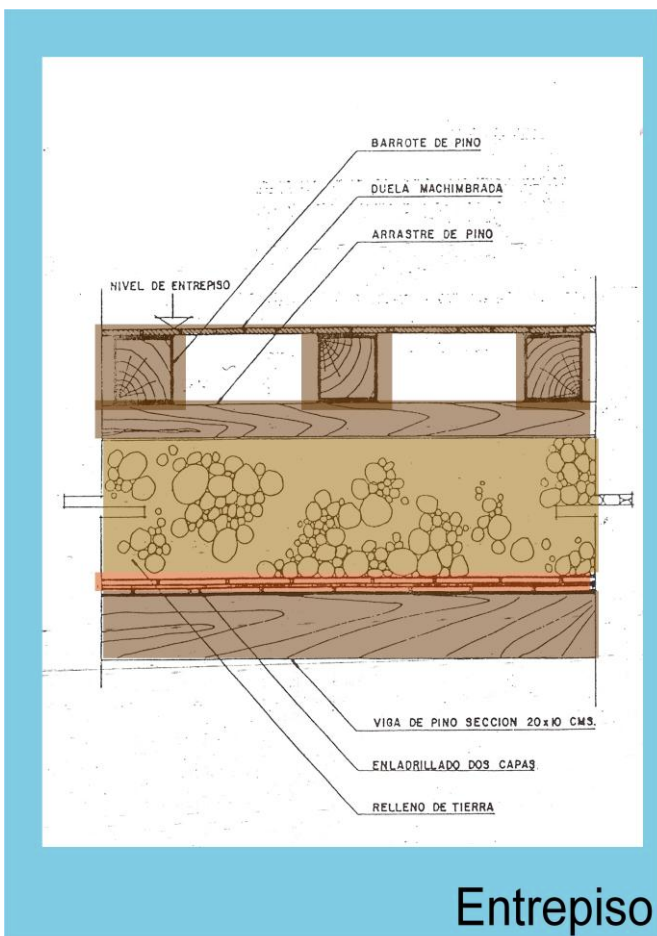 BARROTE DE PINO
DUELA MACHIMBRADA
ARRASTRE DE PINO
NIVEL DE ENTREPISO
VIGA DE PINO SECCION 20x10 CMS.
ENLADRILLADO DOS CAPAS
RELLENO DE TIERRA
Entrepiso